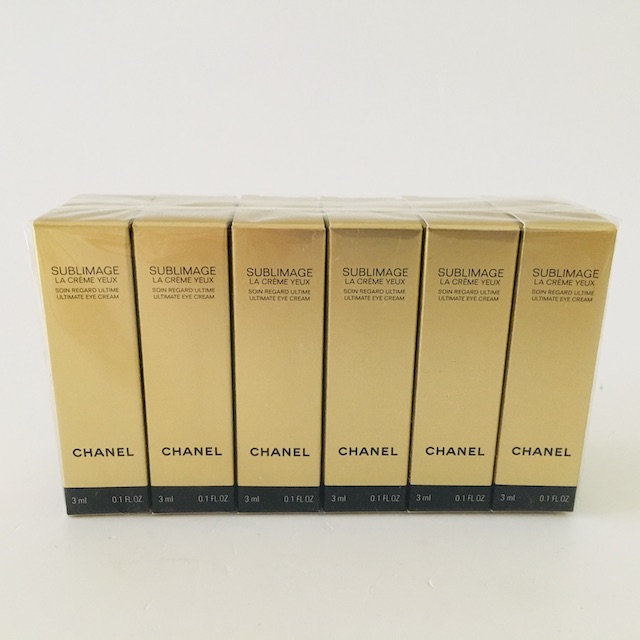 SUBLIMAGE
LA CRÈME YEUX
SOIN REGARD ULTIME
ULTIMATE EYE CREAM
CHANEL
3 ml 0.1 FL.OZ
SUBLIMAGE
LA CRÈME YEUX
SOIN REGARD ULTIME
ULTIMATE EYE CREAM
CHANEL
3 ml 0.1 FL.OZ
SUBLIMAGE
LA CRÈME YEUX
SOIN REGARD ULTIME
ULTIMATE EYE CREAM
CHANEL
3 ml 0.1 FL.OZ
SUBLIMAGE
LA CRÈME YEUX
SOIN REGARD ULTIME
ULTIMATE EYE CREAM
CHANEL
3 ml 0.1 FL.OZ
SUBLIMAGE
LA CRÈME YEUX
SOIN REGARD ULTIME
ULTIMATE EYE CREAM
CHANEL
3 ml 0.1 FL.OZ
SUBLIMAGE
LA CRÈME YEUX
SOIN REGARD ULTIME
ULTIMATE EYE CREAM
CHANEL
3 ml 0.1 FL.OZ